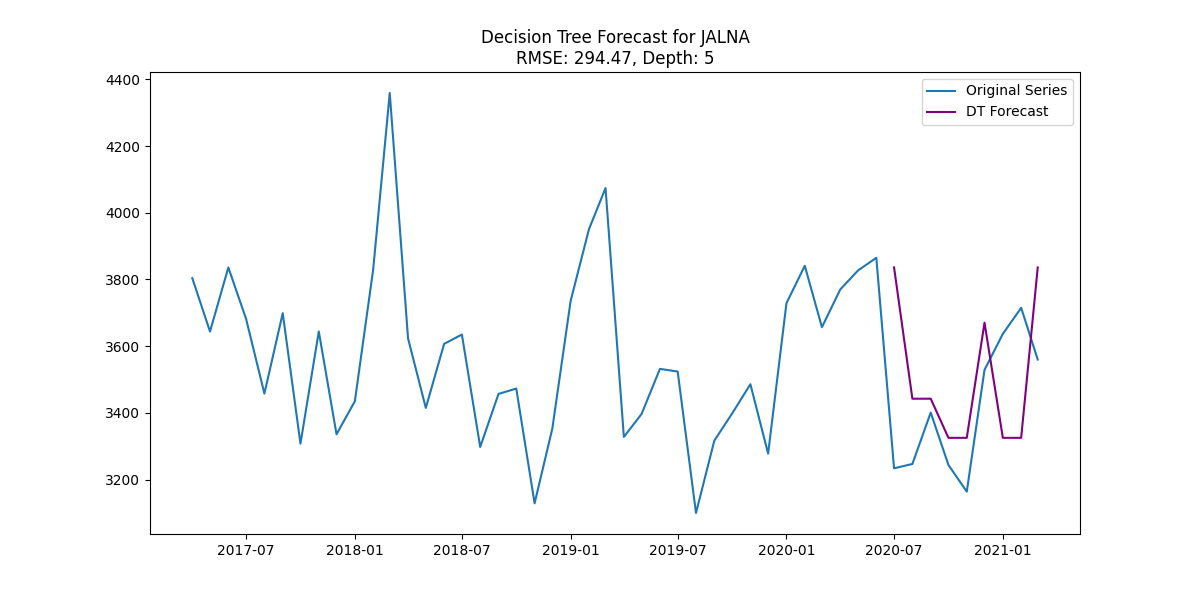 Decision Tree Forecast for JALNA
RMSE: 294.47, Depth: 5
Original Series
DT Forecast
4400
4200
4000
3800
3600
3400
3200
2017-07 2018-01 2018-07 2019-01 2019-07 2020-01 2020-07 2021-01